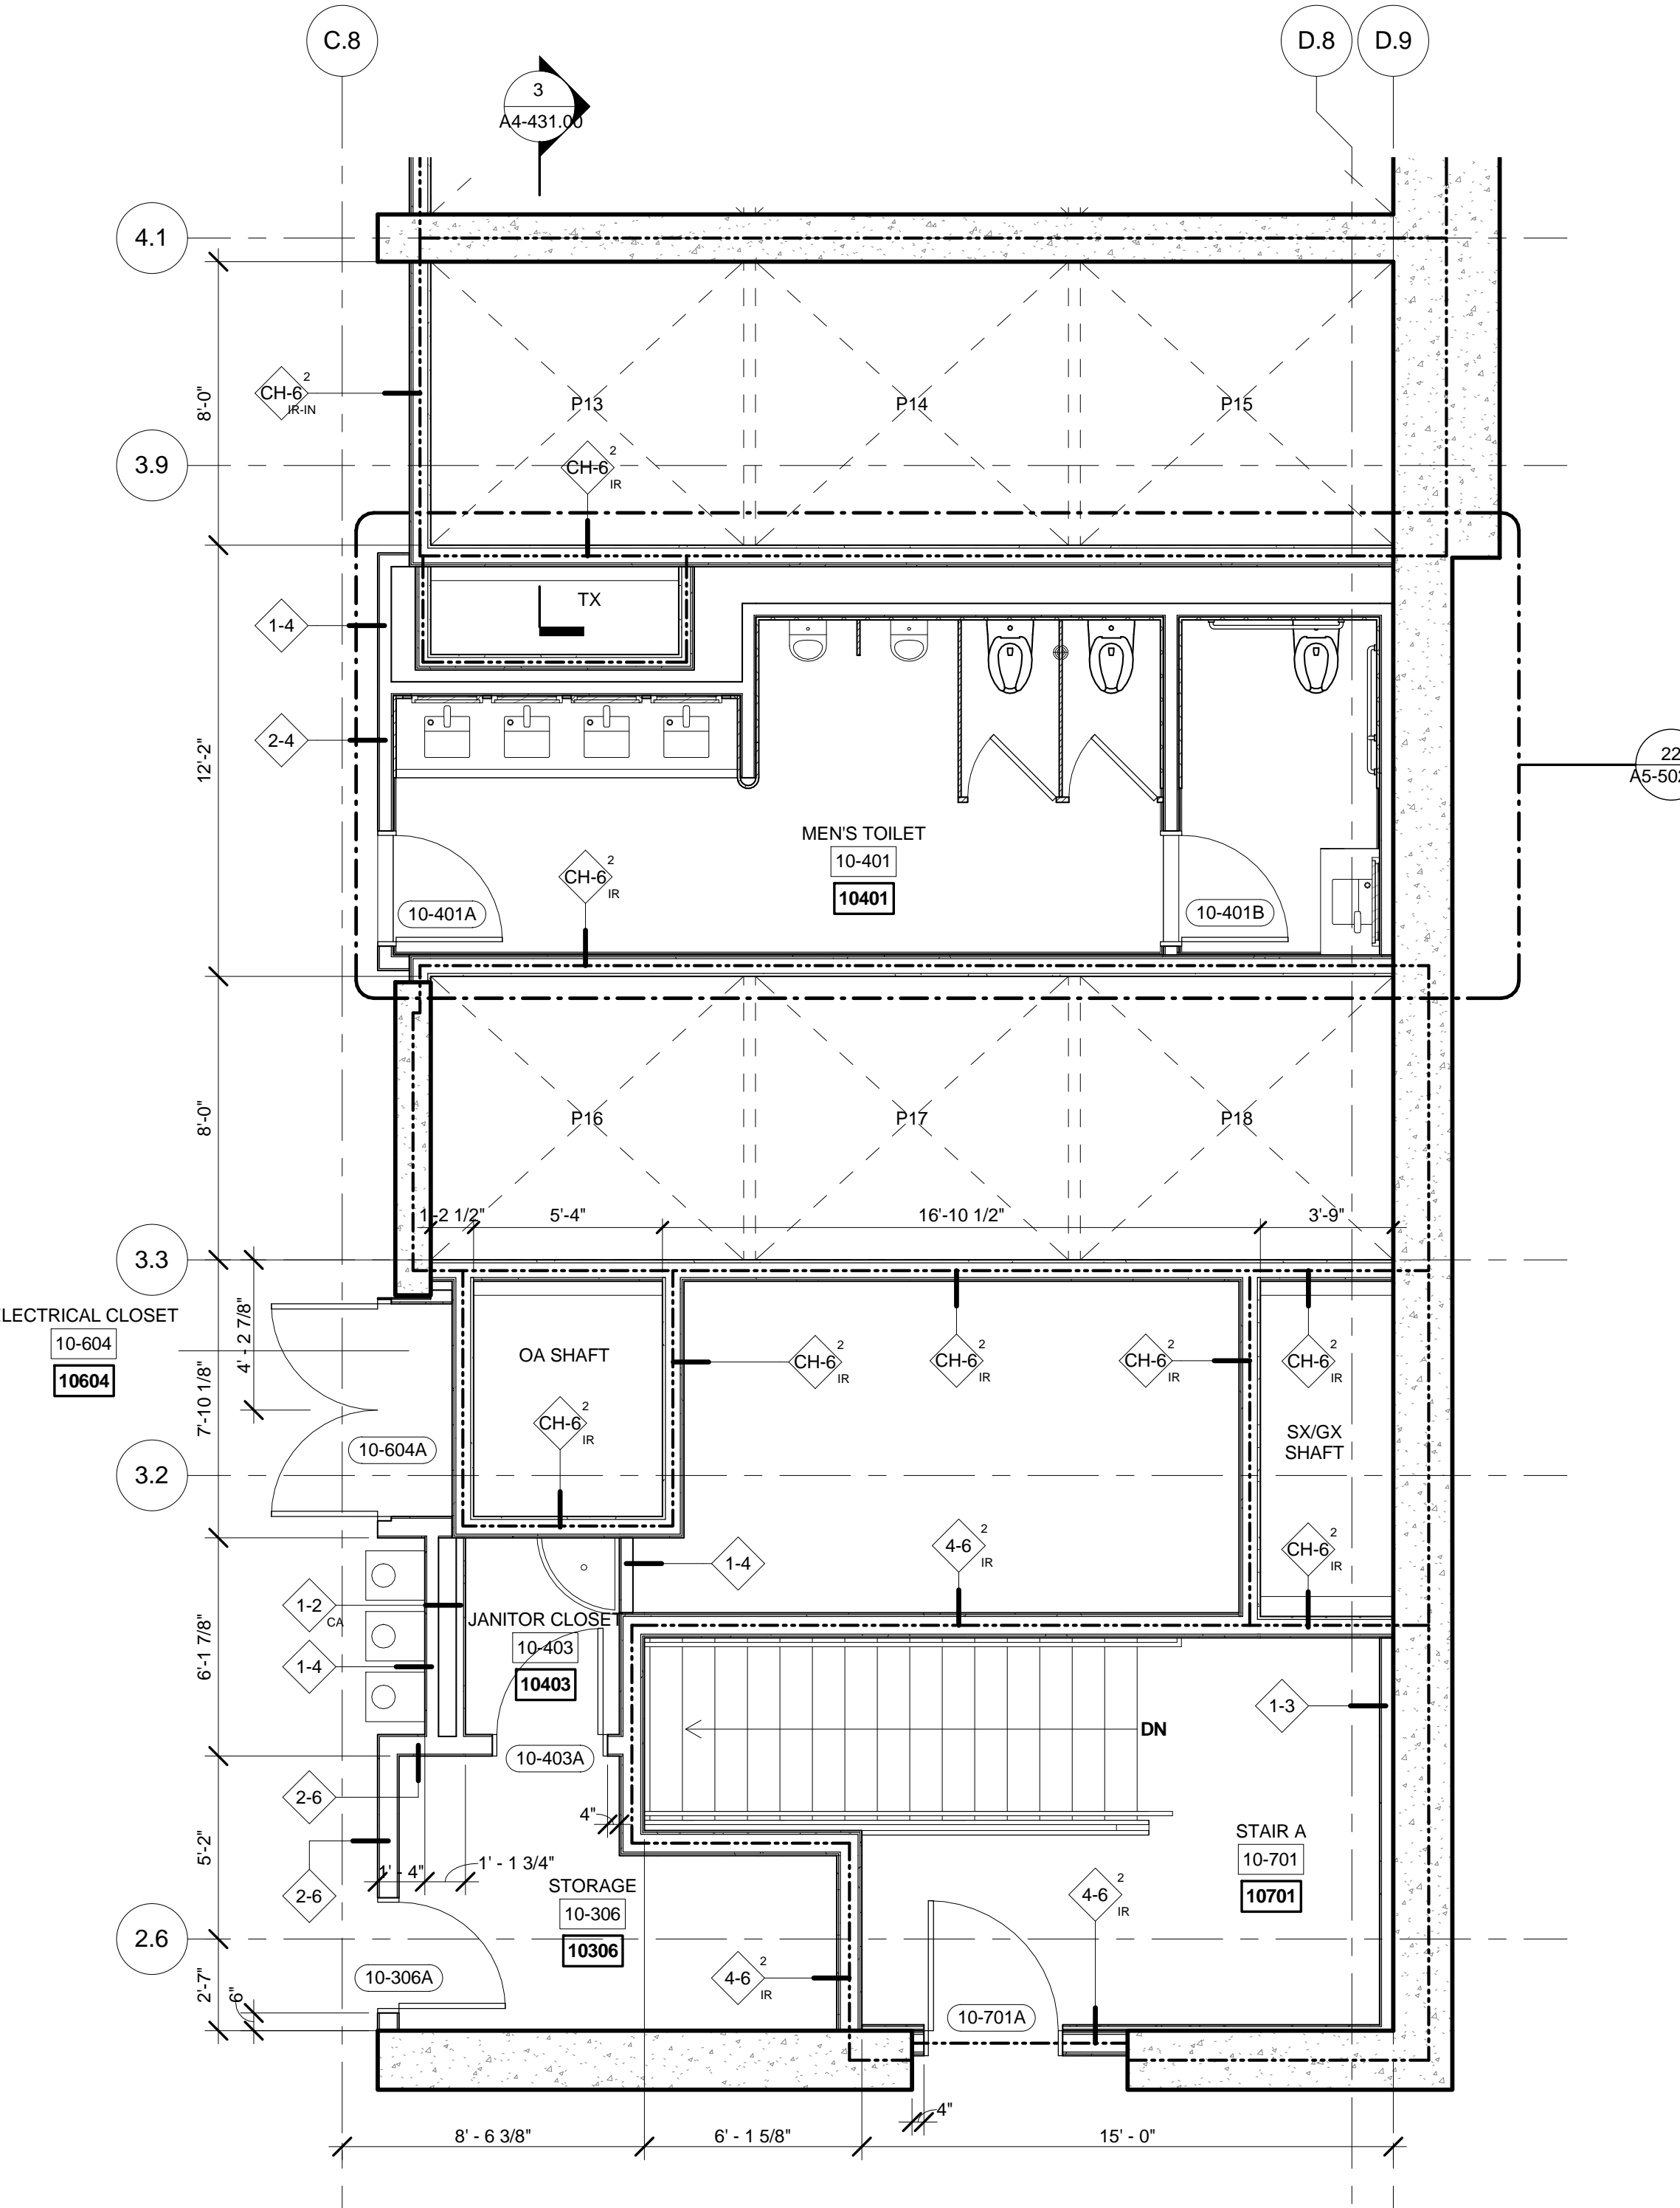 C.8
D.8
D.9
3
A4-431.00
4.1
8'-0"
CH-6
2
IR-IN
P13
P14
P15
3.9
CH-6
2
IR
TX
1-4
2-4
12'-2"
22
MEN'S TOILET
10-401
10401
CH-6
2
IR
10-401A
10-401B
8'-0"
P16
P17
P18
1'-2 1/2"
5'-4"
16'-10 1/2"
3'-9"
3.3
LECTRICAL CLOSET
10-604
10604
4' - 2 7/8"
7'-10 1/8"
OA SHAFT
CH-6
2
IR
CH-6
2
IR
CH-6
2
IR
CH-6
2
IR
CH-6
2
IR
SX/GX
SHAFT
10-604A
3.2
4-6
2
IR
CH-6
2
IR
1-4
1-2
CA
JANITOR CLOSET
10-403
10403
1-4
6'-1 7/8"
1-3
DN
10-403A
2-6
4"
5'-2"
1' - 4"
1' - 1 3/4"
2-6
STORAGE
10-306
10306
STAIR A
10-701
10701
4-6
2
IR
2.6
10-306A
4-6
2
IR
10-701A
2'-7"
6"
4"
8' - 6 3/8"
6' - 1 5/8"
15' - 0"